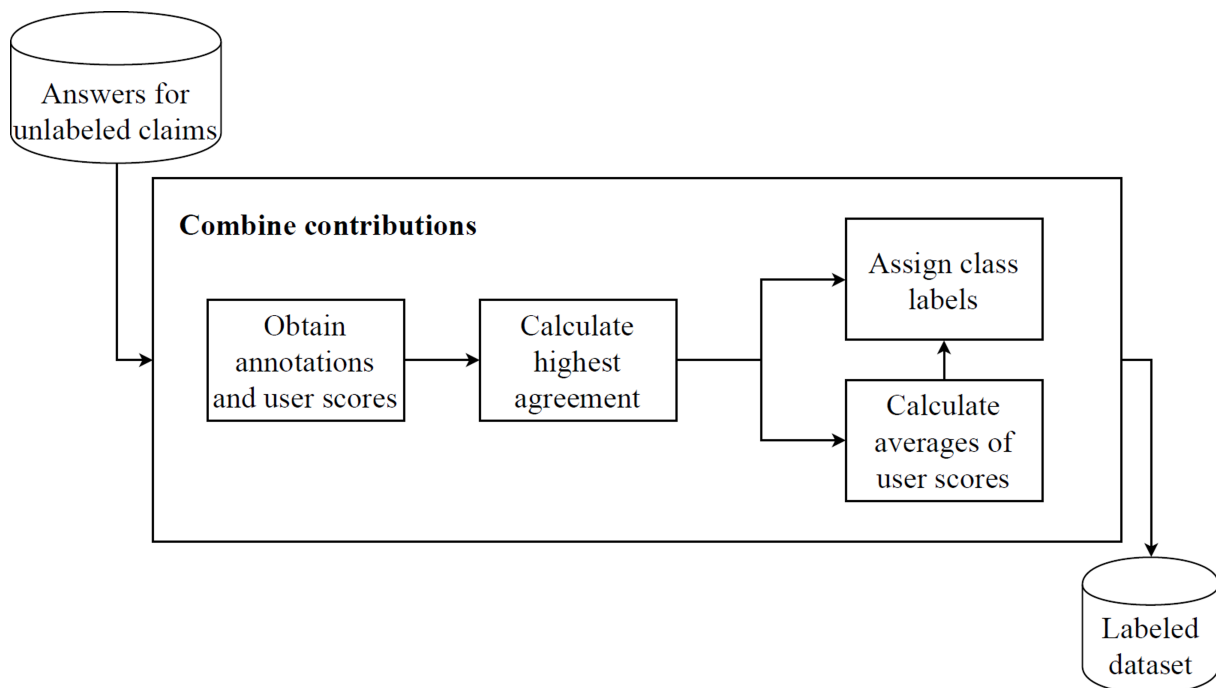 Answers for
unlabeled claims
Combine contributions
Obtain
annotations
and user scores
Calculate
highest
agreement
Assign class
labels
Calculate
averages of
user scores
Labeled
dataset